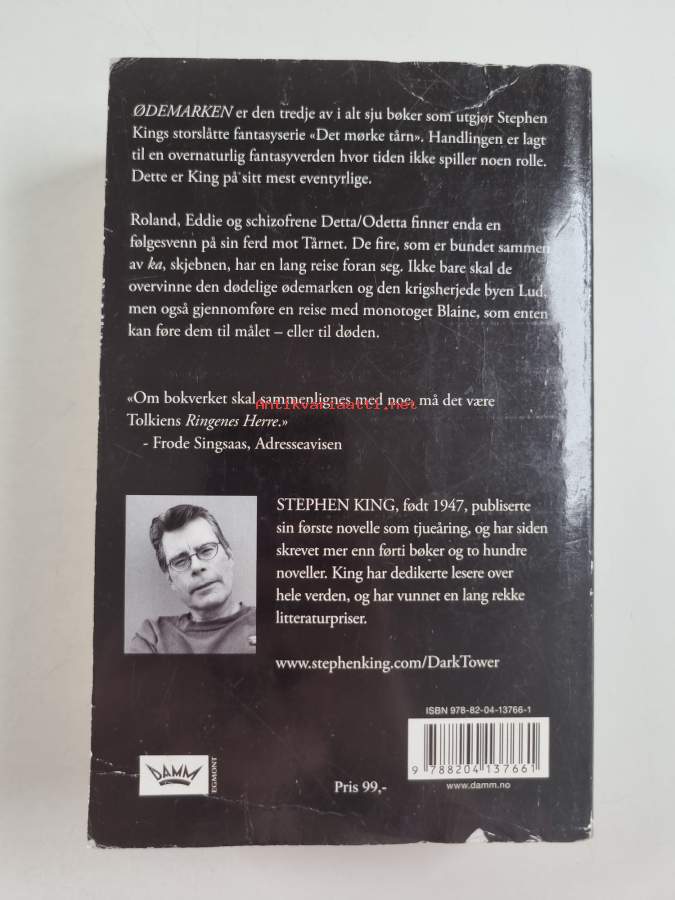 ØDEMARKEN er den tredje av i alt sju bøker som utgjør Stephen
Kings storslåtte fantasyserie «Det mørke tårn». Handlingen er lagt
til en overnaturlig fantasyverden hvor tiden ikke spiller noen rolle.
Dette er King på sitt mest eventyrlige.
Roland, Eddie og schizofrene Detta/Odetta finner enda en
følgesvenn på sin ferd mot Tårnet. De fire, som er bundet sammen
av ka, skjebnen, har en lang reise foran seg. Ikke bare skal de
overvinne den dødelige ødemarken og den krigsherjede byen Lud,
men også gjennomføre en reise med monotoget Blaine, som enten
kan føre dem til målet – eller til døden.
«Om bokverket skal sammenlignes med noe, må det være
Antikvariaatti.net
Tolkiens Ringenes Herre.»
- Frode Singsaas, Adresseavisen
STEPHEN KING, født 1947, publiserte
sin første novelle som tjueåring, og har siden
skrevet mer enn førti bøker og to hundre
noveller. King har dedikerte lesere over
hele verden, og har vunnet en lang rekke
litteraturpriser.
www.stephenking.com/DarkTower
ISBN 978-82-04-13766-1
9 788204 137661
www.damm.no
DAMM
EGMONT
Pris 99,-